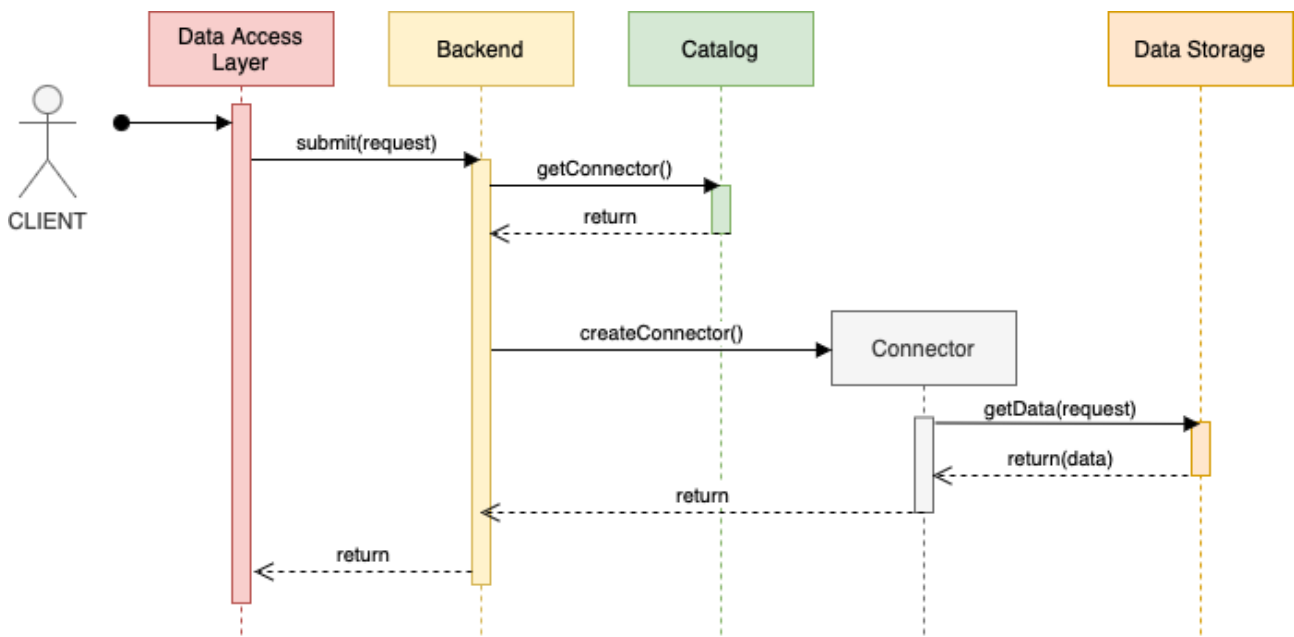 Data Access
Layer
Backend
Catalog
Data Storage
CLIENT
submit(request)
getConnector()
return
createConnector()
Connector
getData(request)
return(data)
return
return